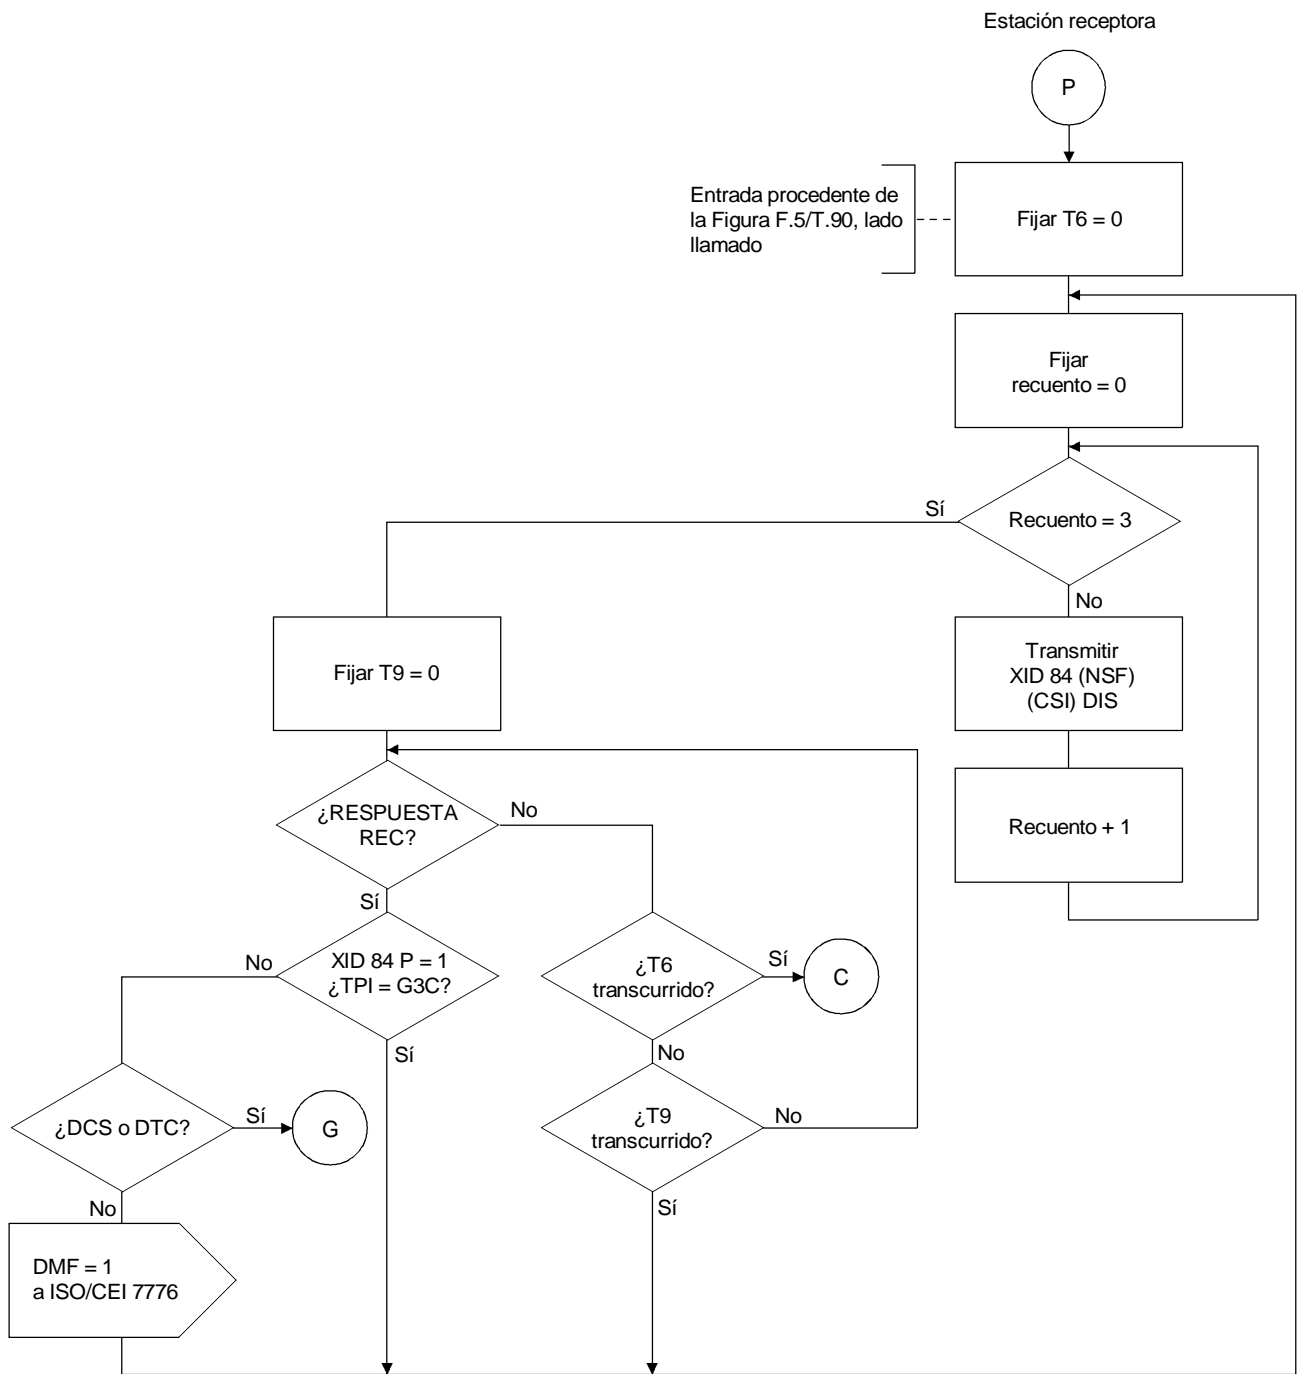 Estación receptora
P
Entrada procedente de
la Figura F.5/T.90, lado
llamado
Fijar T6 = 0
Fijar
recuento = 0
Sí
Recuento = 3
No
Fijar T9 = 0
Transmitir
XID 84 (NSF)
(CSI) DIS
Recuento + 1
¿RESPUESTA
REC?
No
Sí
No
XID 84 P = 1
¿TPI = G3C?
Sí
¿T6
transcurrido?
Sí
C
No
¿DCS o DTC?
Sí
G
No
¿T9
transcurrido?
No
Sí
DMF = 1
a ISO/CEI 7776